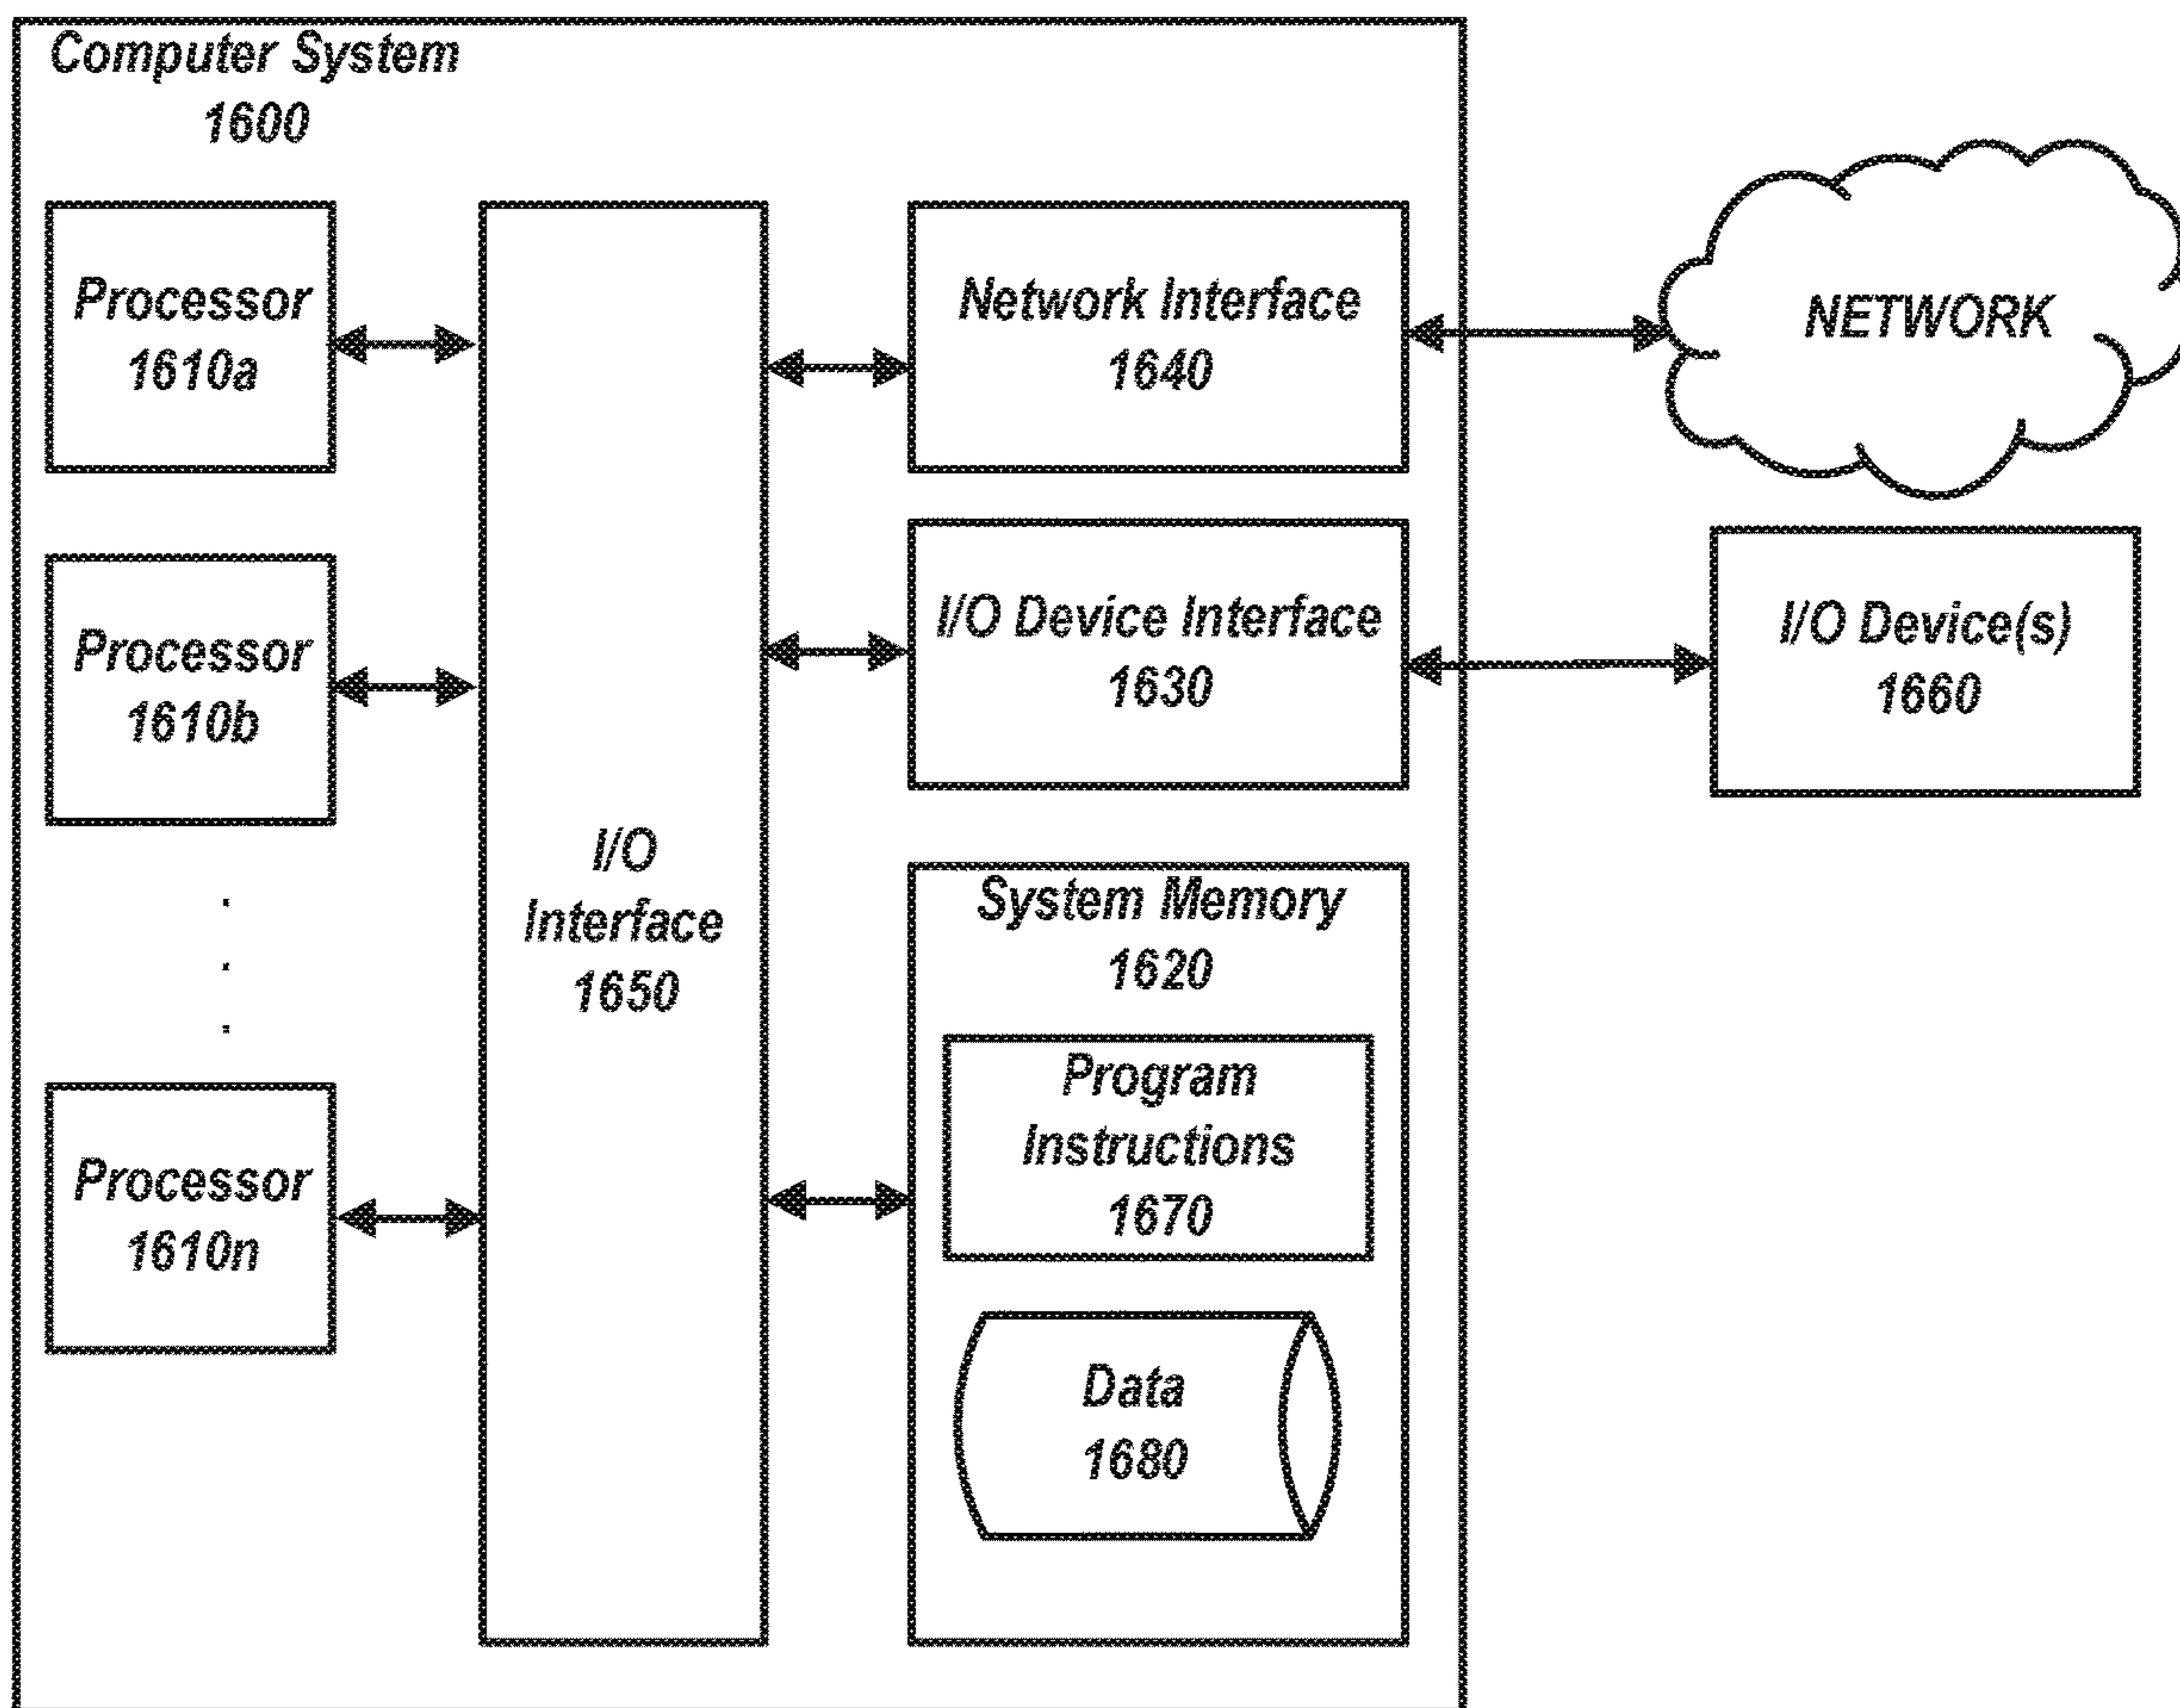 Computer System
1600
Processor
1610a
Processor
1610b
Processor
1610n
I/O
Interface
1650
Network Interface
1640
I/O Device Interface
1630
System Memory
1620
Program
Instructions
1670
Data
1680
NETWORK
I/O Device(s)
1660